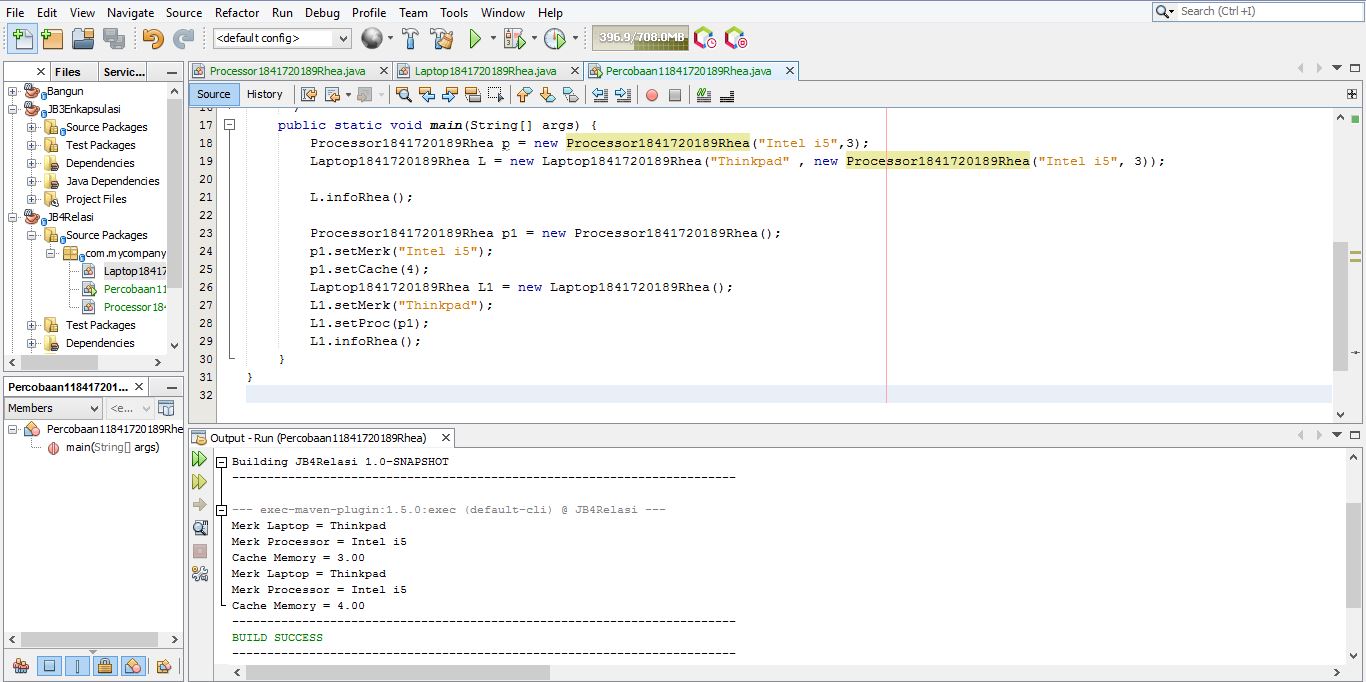 File Edit View Navigate Source Refactor Run Debug Profile Team Tools Window Help
Search (Ctrl+I)
<default config>
396.9/708.0MB
Files Servic...
Bangun
JB3Enkapsulasi
Source Packages
Test Packages
Dependencies
Java Dependencies
Project Files
JB4Relasi
Source Packages
com.mycompany
Laptop18417
Percobaan11
Processor184
Test Packages
Dependencies
Processor1841720189Rhea.java Laptop1841720189Rhea.java Percobaan11841720189Rhea.java
Source History
17 public static void main(String[] args) {
18 Processor1841720189Rhea p = new Processor1841720189Rhea("Intel i5",3);
19 Laptop1841720189Rhea L = new Laptop1841720189Rhea("Thinkpad" , new Processor1841720189Rhea("Intel i5", 3));
20
21 L.infoRhea();
22
23 Processor1841720189Rhea p1 = new Processor1841720189Rhea();
24 p1.setMerk("Intel i5");
25 p1.setCache(4);
26 Laptop1841720189Rhea L1 = new Laptop1841720189Rhea();
27 L1.setMerk("Thinkpad");
28 L1.setProc(p1);
29 L1.infoRhea();
30 }
31 }
32
Percobaan118417201...
Members <e...
Percobaan11841720189Rhe
main(String[] args)
Output - Run (Percobaan11841720189Rhea)
Building JB4Relasi 1.0-SNAPSHOT
------------------------------------------------------------------------
--- exec-maven-plugin:1.5.0:exec (default-cli) @ JB4Relasi ---
Merk Laptop = Thinkpad
Merk Processor = Intel i5
Cache Memory = 3.00
Merk Laptop = Thinkpad
Merk Processor = Intel i5
Cache Memory = 4.00
------------------------------------------------------------------------
BUILD SUCCESS
------------------------------------------------------------------------